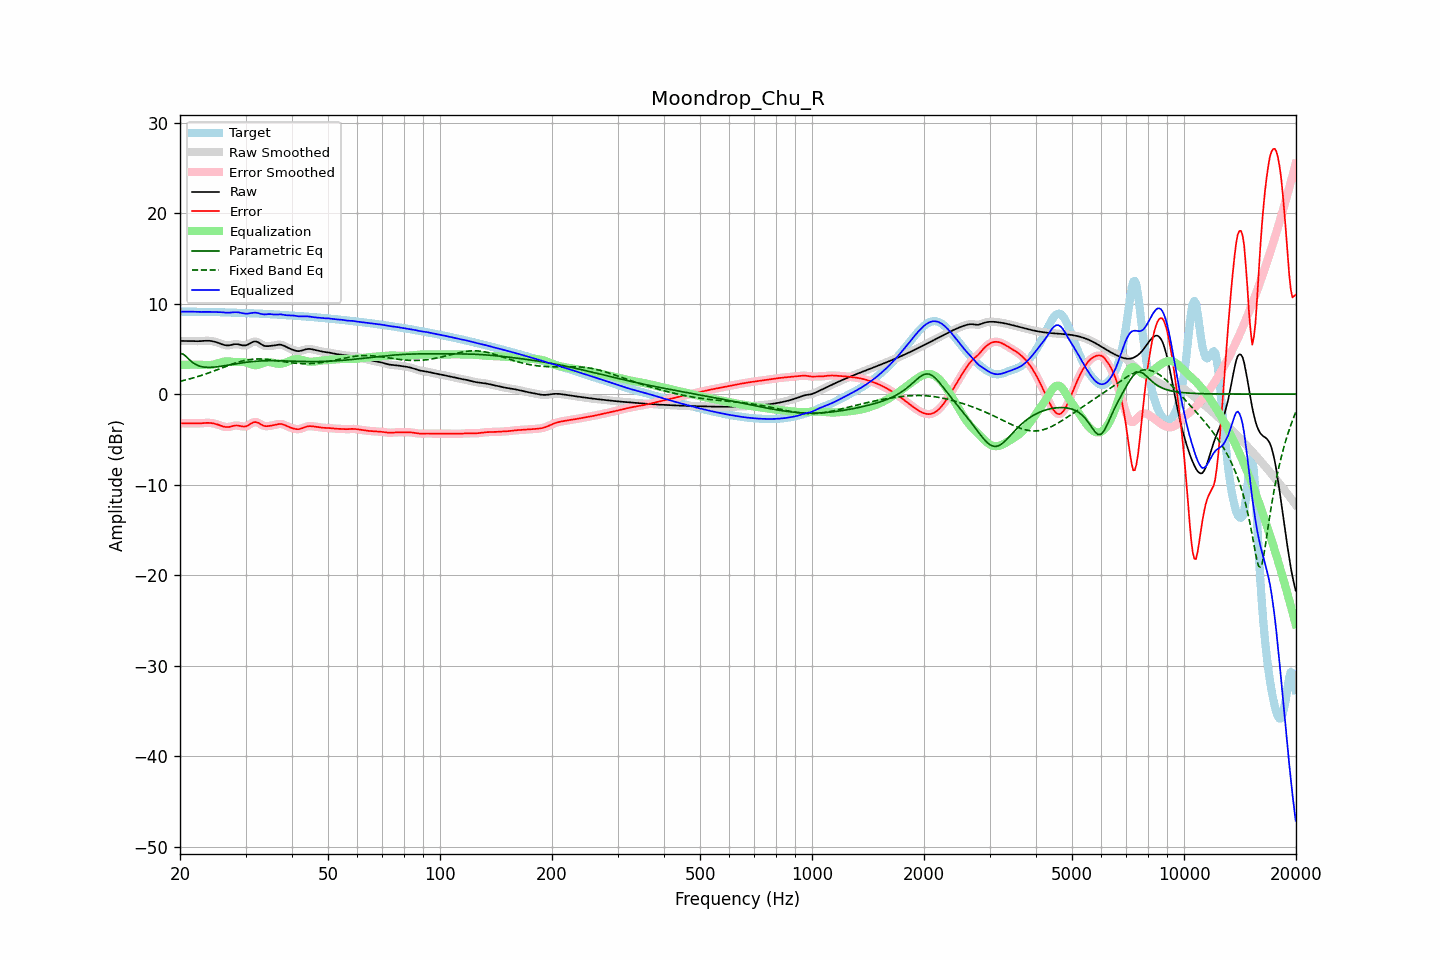 Moondrop_Chu_R
Target
Raw Smoothed
Error Smoothed
Raw
Error
Equalization
Parametric Eq
Fixed Band Eq
Equalized
30
20
10
0
−10
−20
−30
−40
−50
Amplitude (dBr)
20 50 100 200 500 1000 2000 5000 10000 20000
Frequency (Hz)